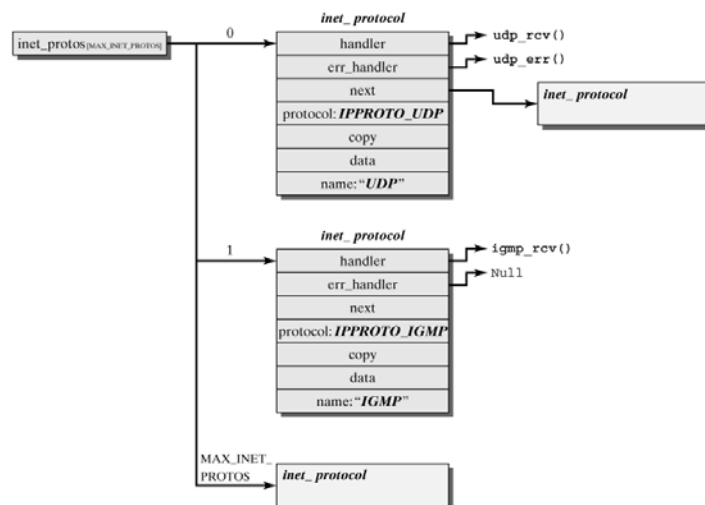 inet_protocol
0
inet_protos[MAX_INET_PROTOS]
handler
udp_rcv()
err_handler
udp_err()
next
inet_protocol
protocol: IPPROTO_UDP
copy
data
name: “UDP”
inet_protocol
1
handler
igmp_rcv()
err_handler
Null
next
protocol: IPPROTO_IGMP
copy
data
name: “IGMP”
MAX_INET_
PROTOS
inet_protocol